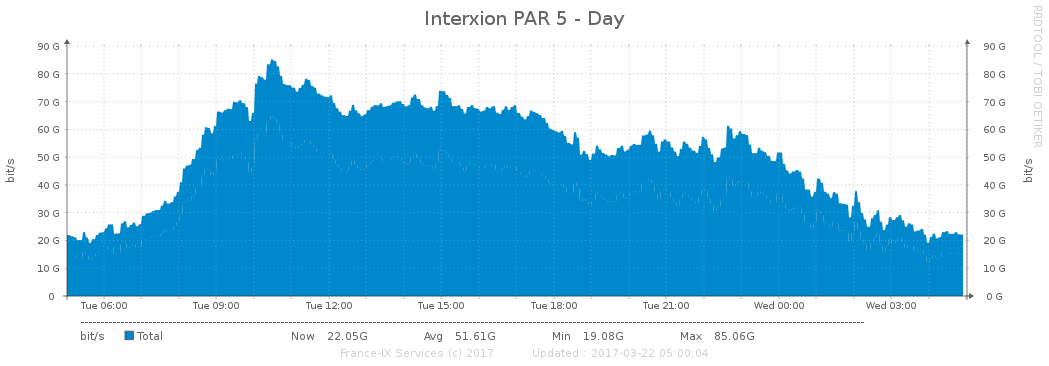 Interxion PAR 5 - Day
RRDTOOL / TOBI OETIKER
bit/s
90 G
80 G
70 G
60 G
50 G
40 G
30 G
20 G
10 G
0
90 G
80 G
70 G
60 G
50 G
40 G
30 G
20 G
10 G
0 G
bit/s
Tue 06:00 Tue 09:00 Tue 12:00 Tue 15:00 Tue 18:00 Tue 21:00 Wed 00:00 Wed 03:00
bit/s Total Now 22.05G Avg 51.61G Min 19.08G Max 85.06G
France-IX Services (c) 2017 Updated : 2017-03-22 05:00:04